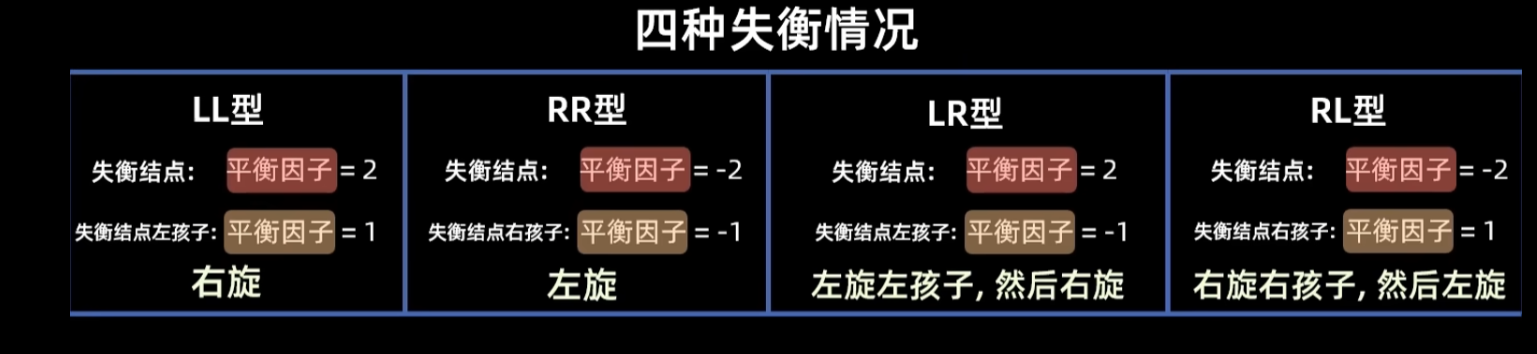 四种失衡情况
LL型
失衡结点: 平衡因子 = 2
失衡结点左孩子: 平衡因子 = 1
右旋
RR型
失衡结点: 平衡因子 = -2
失衡结点右孩子: 平衡因子 = -1
左旋
LR型
失衡结点: 平衡因子 = 2
失衡结点左孩子: 平衡因子 = -1
左旋左孩子, 然后右旋
RL型
失衡结点: 平衡因子 = -2
失衡结点右孩子: 平衡因子 = 1
右旋右孩子, 然后左旋